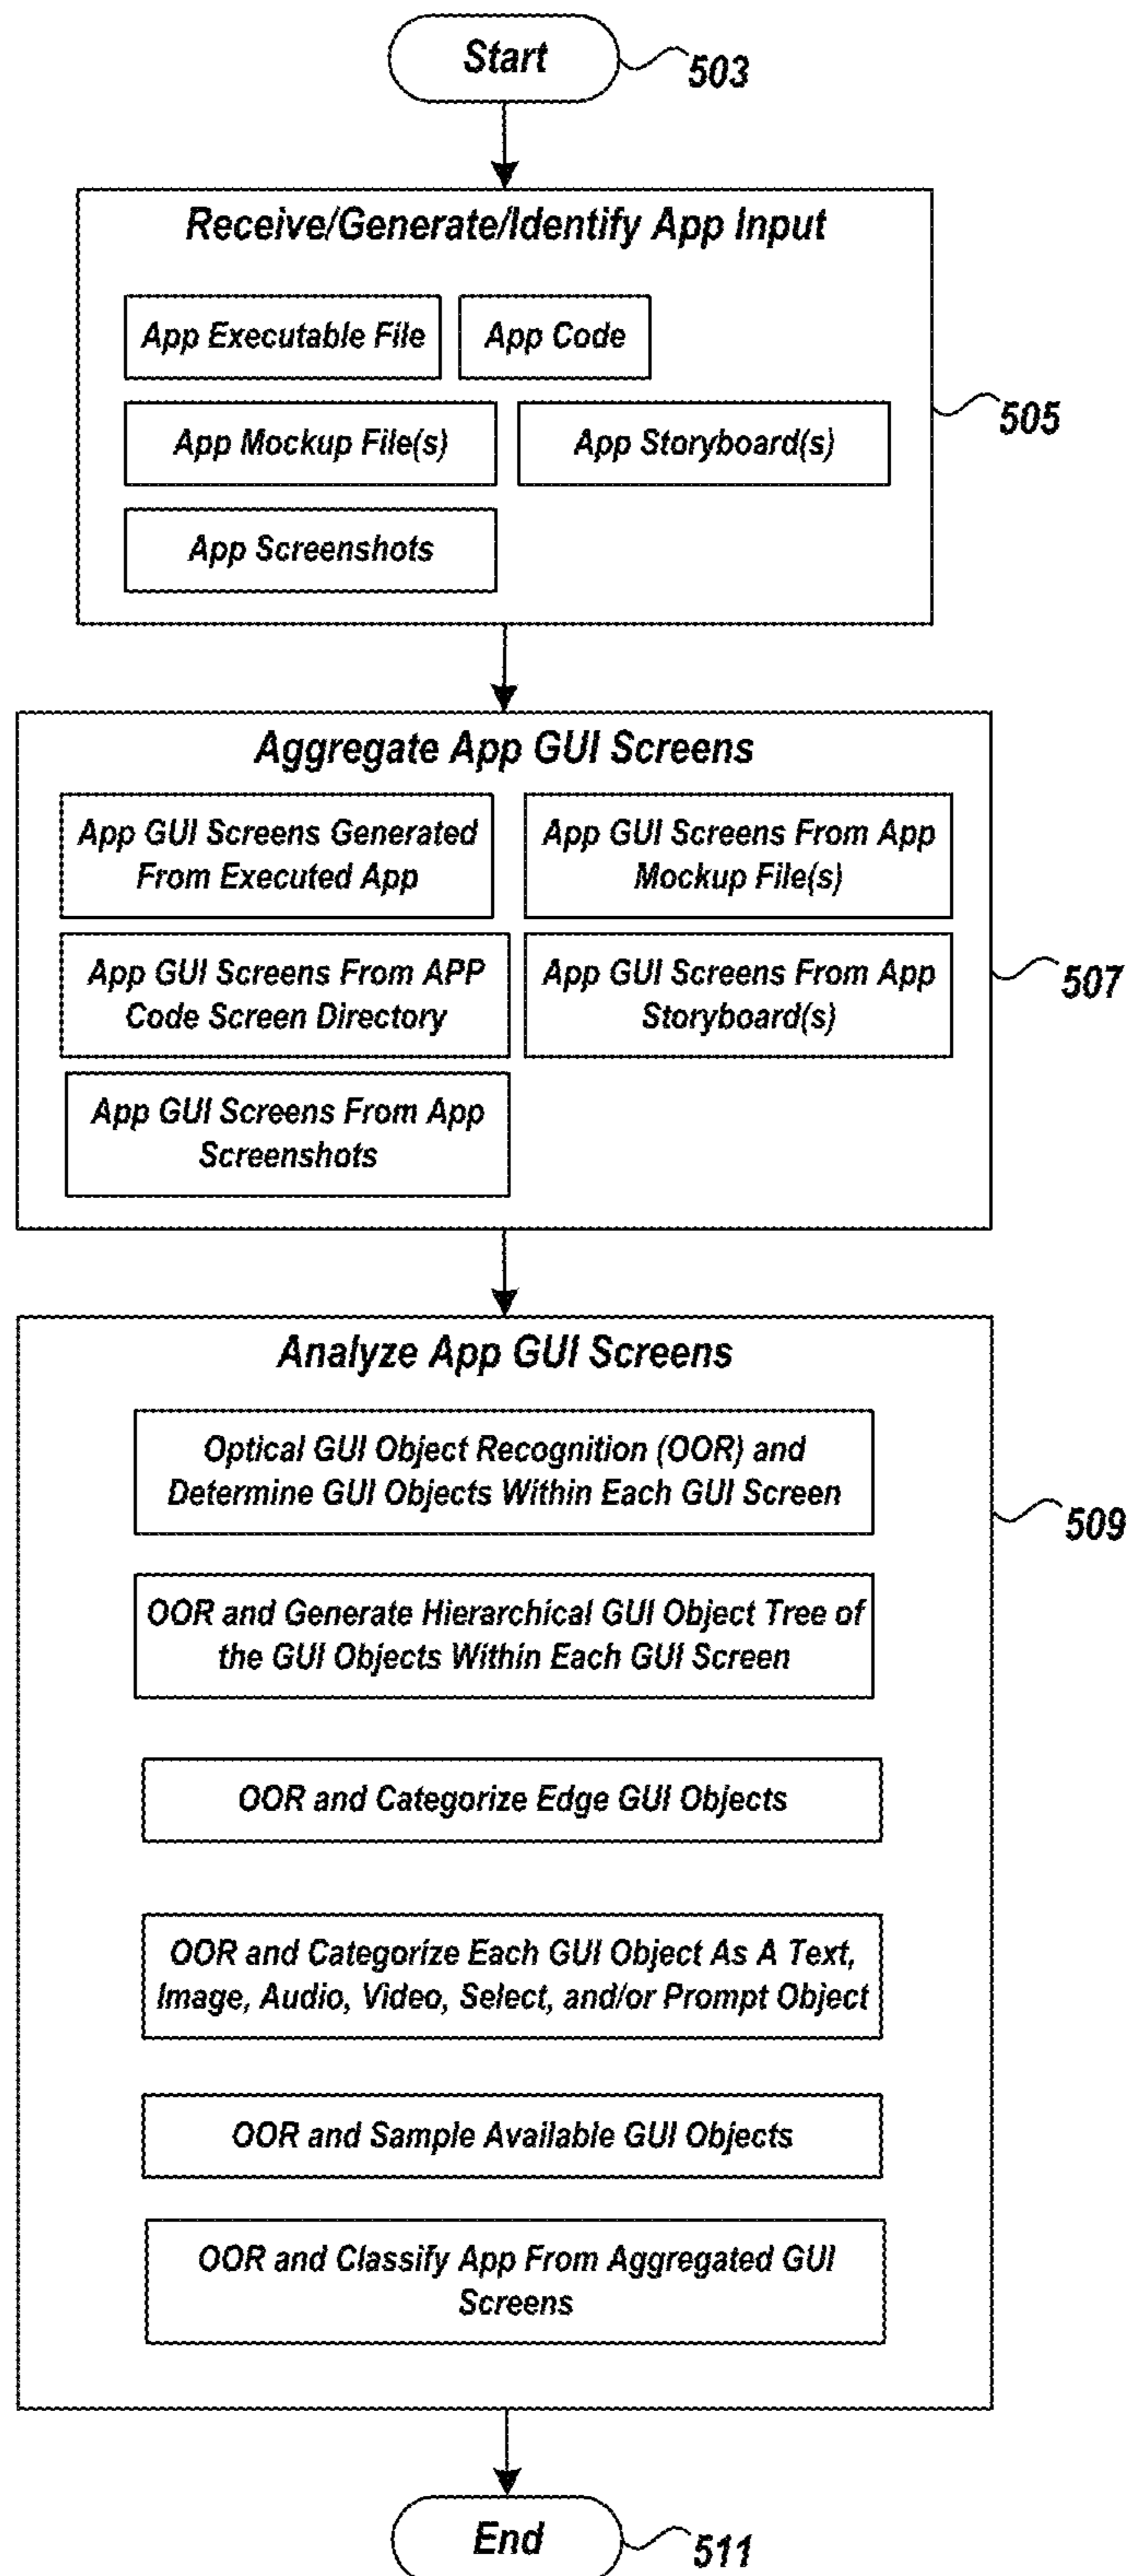 Start
503
Receive/Generate/Identify App Input
App Executable File
App Code
505
App Mockup File(s)
App Storyboard(s)
App Screenshots
Aggregate App GUI Screens
App GUI Screens Generated
From Executed App
App GUI Screens From App
Mockup File(s)
App GUI Screens From APP
Code Screen Directory
App GUI Screens From App
Storyboard(s)
507
App GUI Screens From App
Screenshots
Analyze App GUI Screens
Optical GUI Object Recognition (OOR) and
Determine GUI Objects Within Each GUI Screen
509
OOR and Generate Hierarchical GUI Object Tree of
the GUI Objects Within Each GUI Screen
OOR and Categorize Edge GUI Objects
OOR and Categorize Each GUI Object As A Text,
Image, Audio, Video, Select, and/or Prompt Object
OOR and Sample Available GUI Objects
OOR and Classify App From Aggregated GUI
Screens
End
511